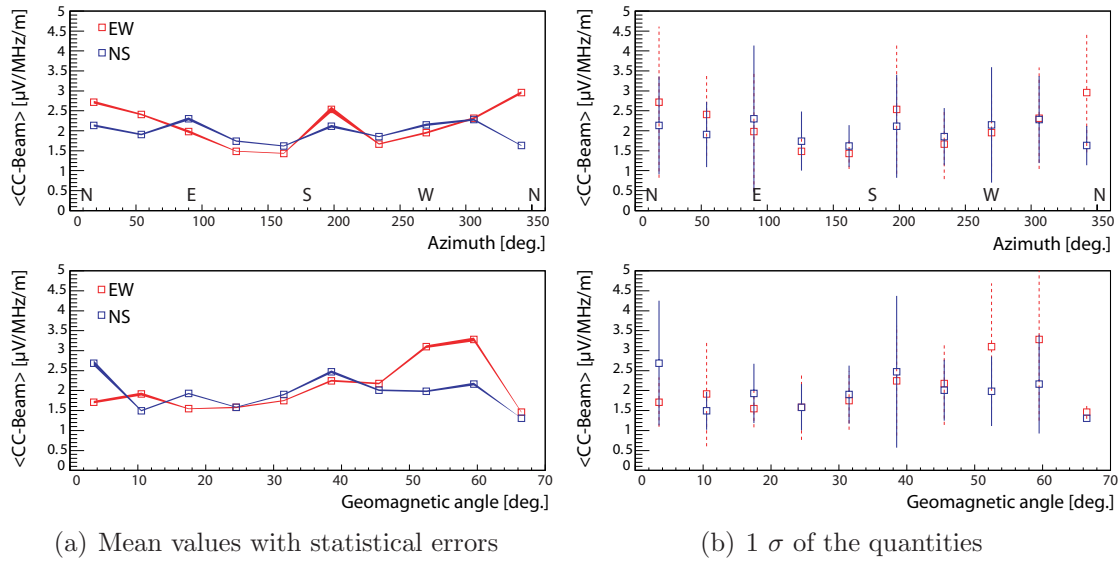 <CC-Beam> [µV/MHz/m]
5
4.5
4
3.5
3
2.5
2
1.5
1
0.5
0
EW
NS
N E S W N
0 50 100 150 200 250 300 350
Azimuth [deg.]
<CC-Beam> [µV/MHz/m]
5
4.5
4
3.5
3
2.5
2
1.5
1
0.5
0
N E S W N
0 50 100 150 200 250 300 350
Azimuth [deg.]
<CC-Beam> [µV/MHz/m]
5
4.5
4
3.5
3
2.5
2
1.5
1
0.5
0
EW
NS
0 10 20 30 40 50 60 70
Geomagnetic angle [deg.]
<CC-Beam> [µV/MHz/m]
5
4.5
4
3.5
3
2.5
2
1.5
1
0.5
0
0 10 20 30 40 50 60 70
Geomagnetic angle [deg.]
(a) Mean values with statistical errors
(b) 1 σ of the quantities